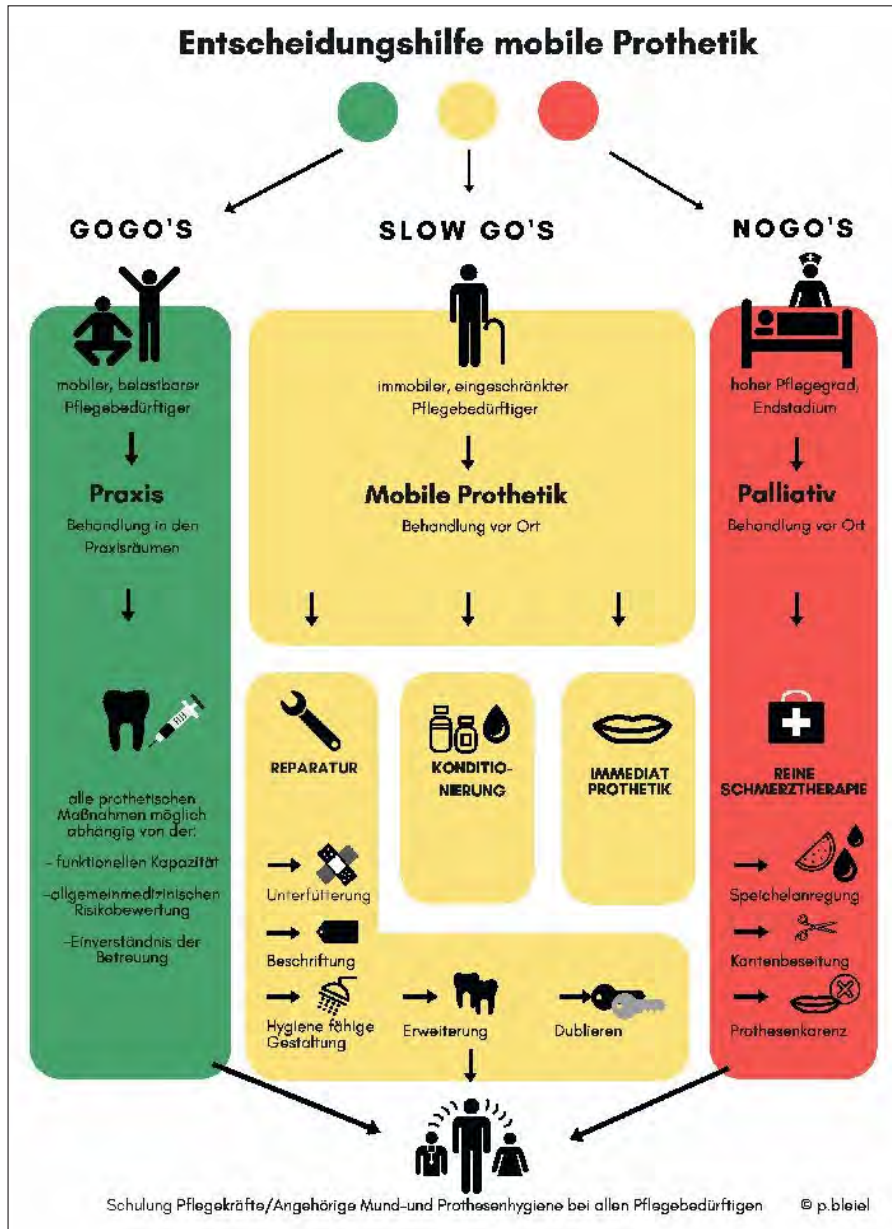 Entscheidungshilfe mobile Prothetik
GOGO'S
mobiler, belastbarer
Pflegebedürftiger
Praxis
Behandlung in den
Praxisräumen
alle prothetischen
Maßnahmen möglich
abhängig von der:
- funktionellen Kapazität
-allgemeinmedizinischen
Risikobewertung
-Einverständnis der
Betreuung
SLOW GO'S
immobiler, eingeschränkter
Pflegebedürftiger
Mobile Prothetik
Behandlung vor Ort
REPARATUR
Unterfütterung
Beschriftung
Hygiene fähige
Gestaltung
Erweiterung
Dublieren
KONDITIO-
NIERUNG
IMMEDIAT
PROTHETIK
NOGO'S
hoher Pflegegrad,
Endstadium
Palliativ
Behandlung vor Ort
REINE
SCHMERZTHERAPIE
Speichelanregung
Kantenbeseitung
Prothesenkarenz
Schulung Pflegekräfte/Angehörige Mund-und Prothesenhygiene bei allen Pflegebedürftigen © p.bleiel